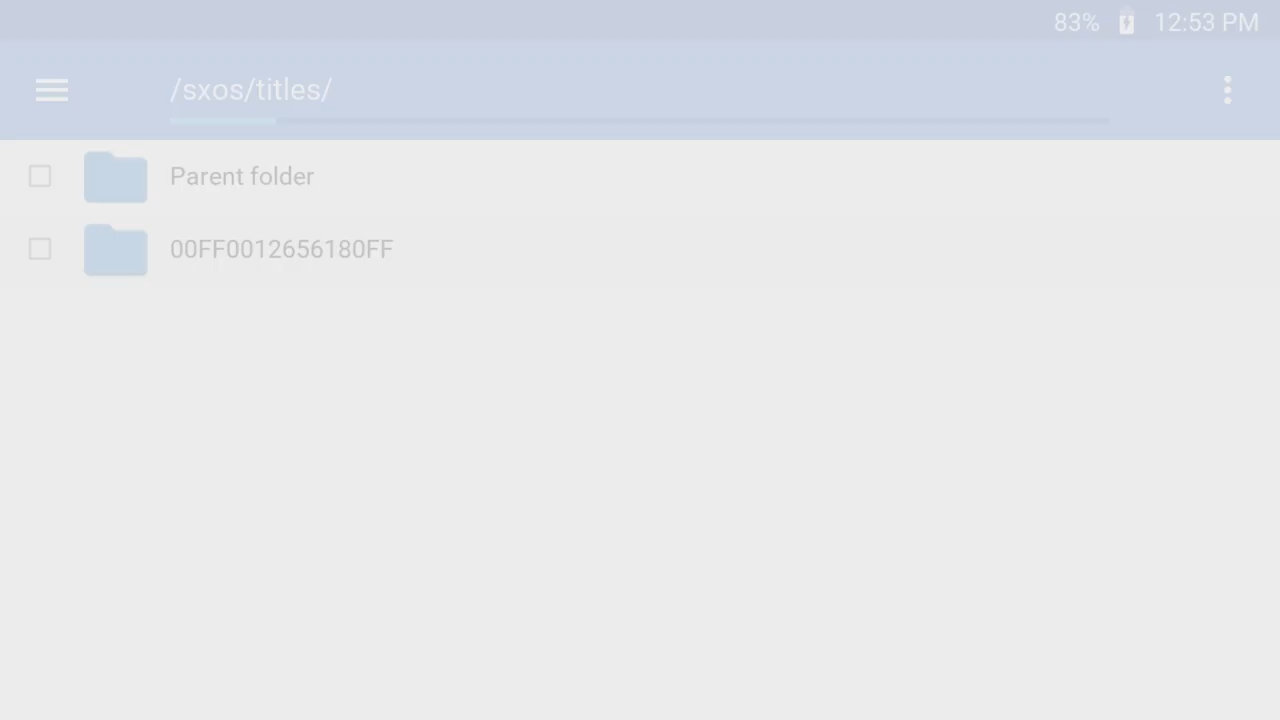 83% 12:53 PM
/sxos/titles/
Parent folder
00FF0012656180FF